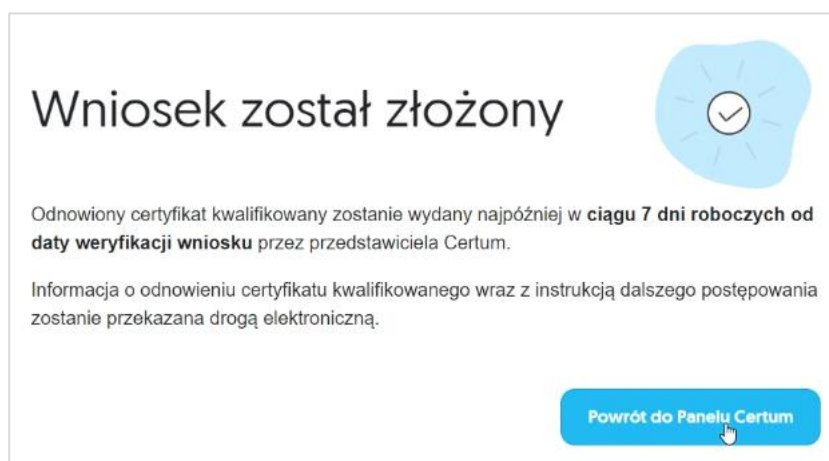 Wniosek został złożony
Odnowiony certyfikat kwalifikowany zostanie wydany najpóźniej w ciągu 7 dni roboczych od
daty weryfikacji wniosku przez przedstawiciela Certum.
Informacja o odnowieniu certyfikatu kwalifikowanego wraz z instrukcją dalszego postępowania
zostanie przekazana drogą elektroniczną.
Powrót do Panelu Certum